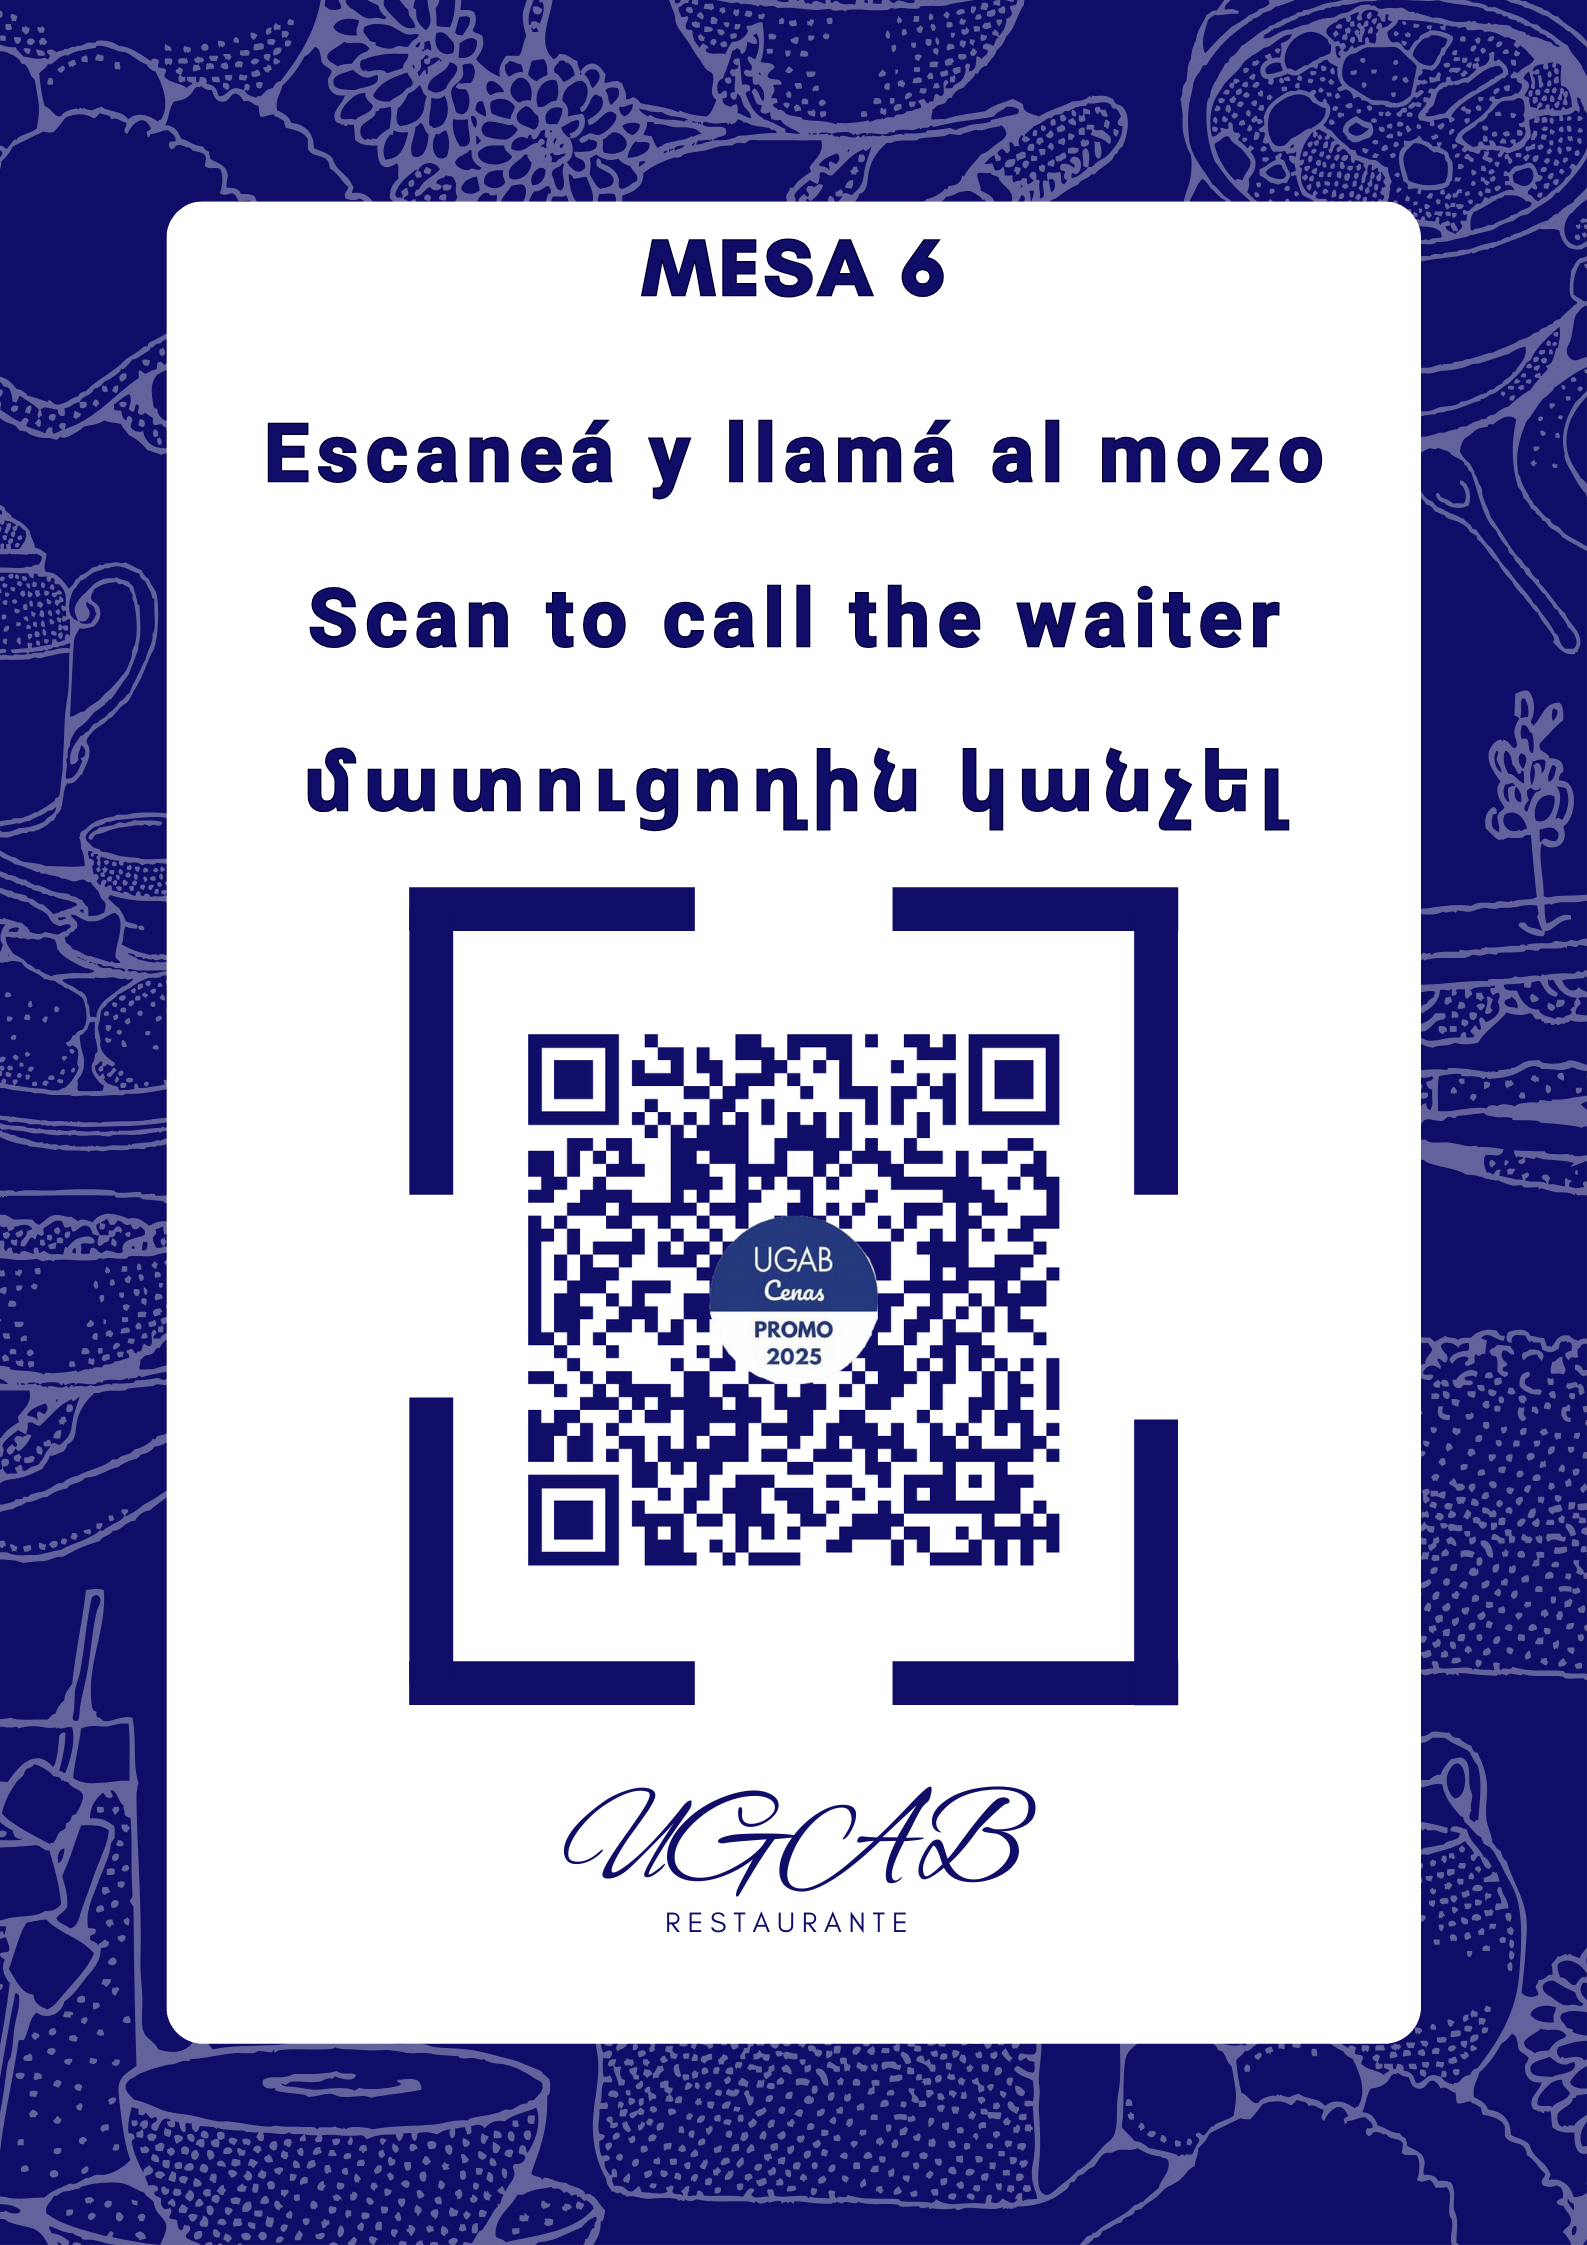 MESA 6
Escaneá y llamá al mozo
Scan to call the waiter
մատուցողին կանչել
UGAB
Cenas
PROMO
2025
UGAB
RESTAURANTE